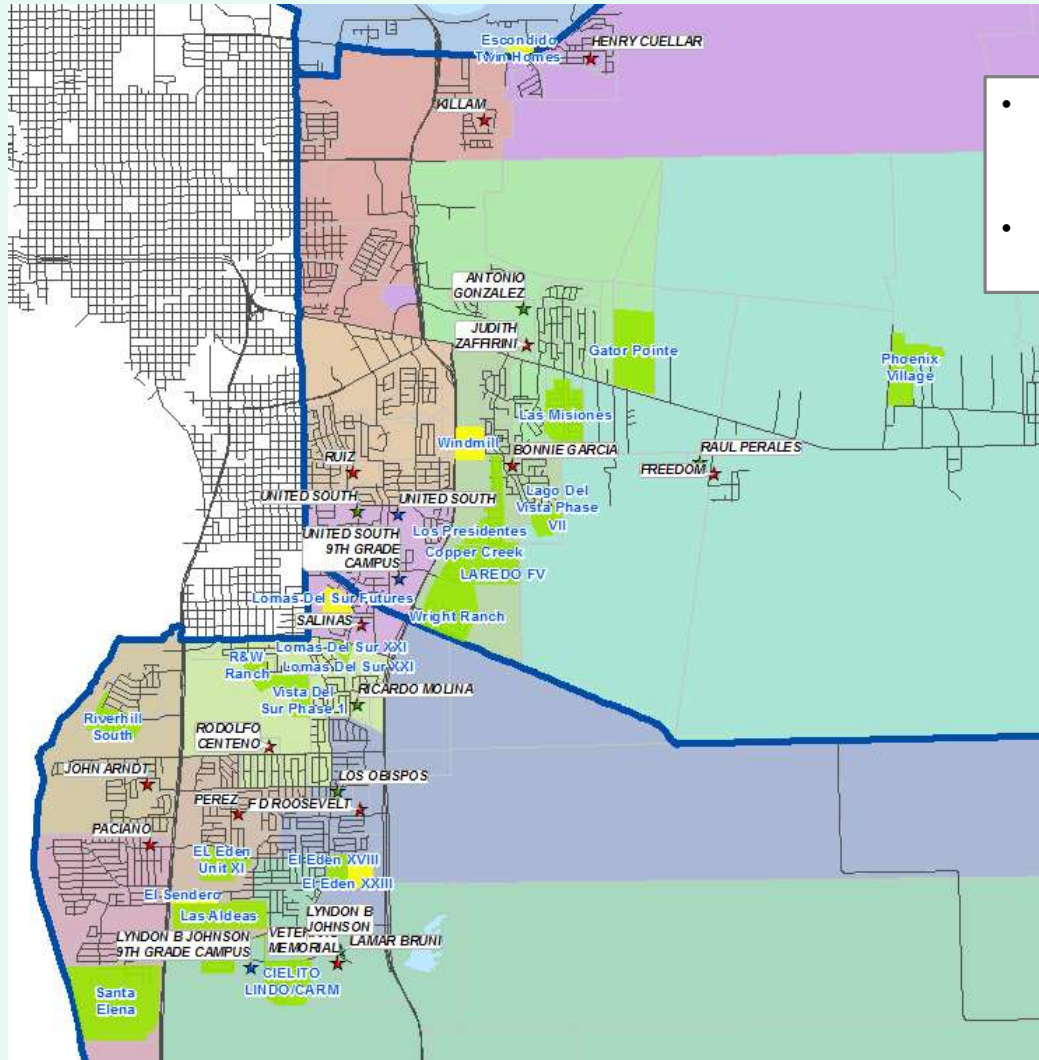 Escondido
Twin Homes
HENRY CUELLAR
KILLAM
•
•
ANTONIO
GONZALEZ
JUDITH
ZAFFIRINI
Gator Pointe
Phoenix
Village
Las Misiones
Windmill
BONNIE GARCIA
RAUL PERALES
FREEDOM
RUIZ
UNITED SOUTH
UNITED SOUTH
Lago Del
Vista Phase
VII
Los Presidentes
UNITED SOUTH
9TH GRADE
CAMPUS
Copper Creek
LAREDO FV
Lomas Del Sur Futures
Wright Ranch
SALINAS
Lomas Del Sur XXI
R&W
Ranch
Lomas Del Sur XXI
Vista Del
Sur Phase 1
RICARDO MOLINA
Riverhill
South
RODOLFO
CENTENO
JOHN ARNDT
LOS OBISPOS
PEREZ
F D ROOSEVELT
PACIANO
EL Eden
Unit XI
El Eden XVIII
El Eden XXIII
El Sendero
Las Aldeas
LYNDON B
JOHNSON
LYNDON B JOHNSON
9TH GRADE CAMPUS
MEMORIAL
LAMAR BRUNI
CIELITO
LINDO/CARM
Santa
Elena